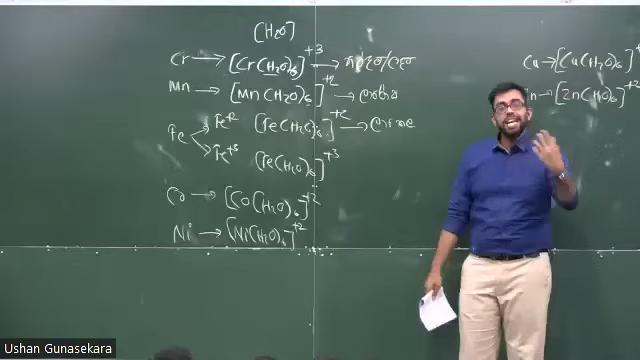 [H₂O]
Cr → [Cr(H₂O)₆]⁺³ →
Mn → [Mn(H₂O)₆]⁺² →
Fe Fe⁺² [Fe(H₂O)₆]⁺² →
Fe⁺³ [Fe(H₂O)₆]⁺³
Co → [Co(H₂O)₆]⁺²
Ni → [Ni(H₂O)₆]⁺²
Cu → [Cu(H₂O)₆]
→ [Zn(H₂O)₆]⁺²
Ushan Gunasekara